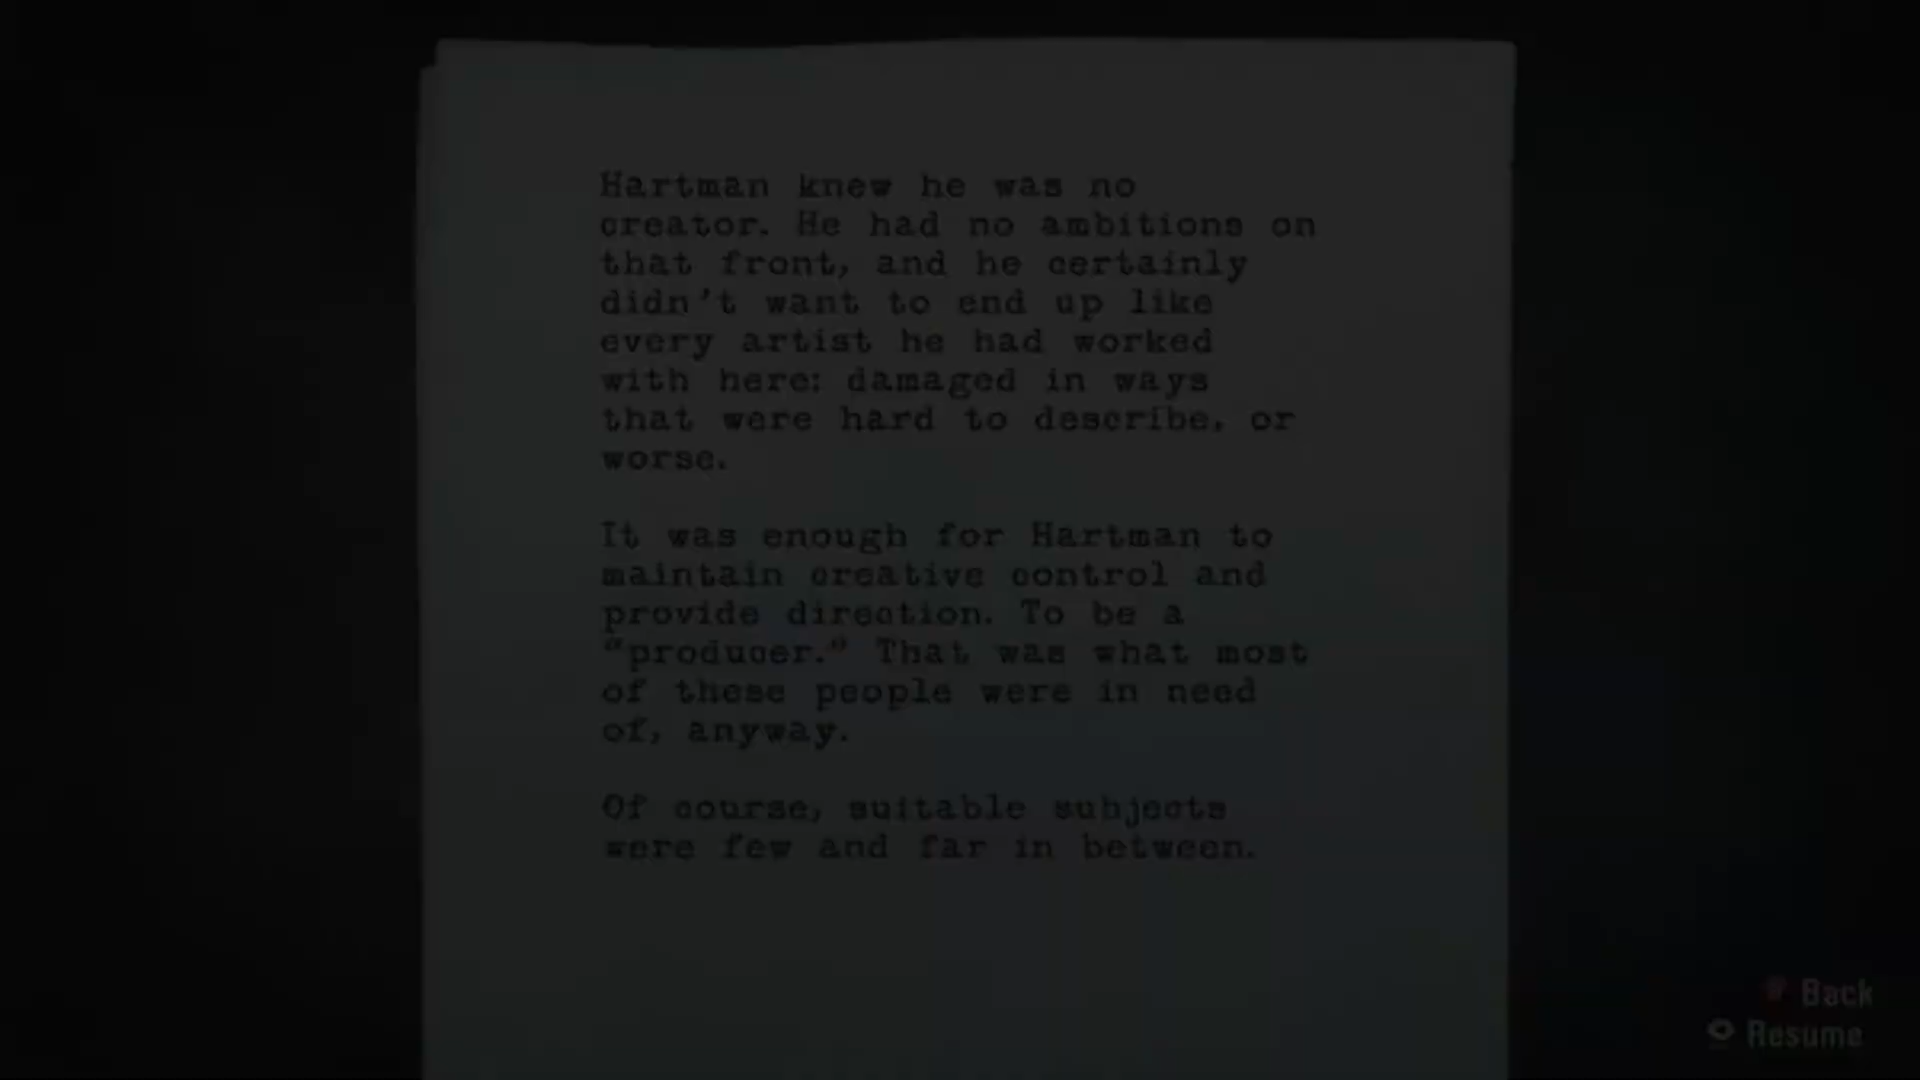 Hartman knew he was no
creator. He had no ambitions on
that front, and he certainly
didn't want to end up like
every artist he had worked
with here: damaged in ways
that were hard to describe, or
worse.
It was enough for Hartman to
maintain creative control and
provide direction. To be a
"producer." That was what most
of these people were in need
of, anyway.
Of course, suitable subjects
were few and far in between.
Back
Resume